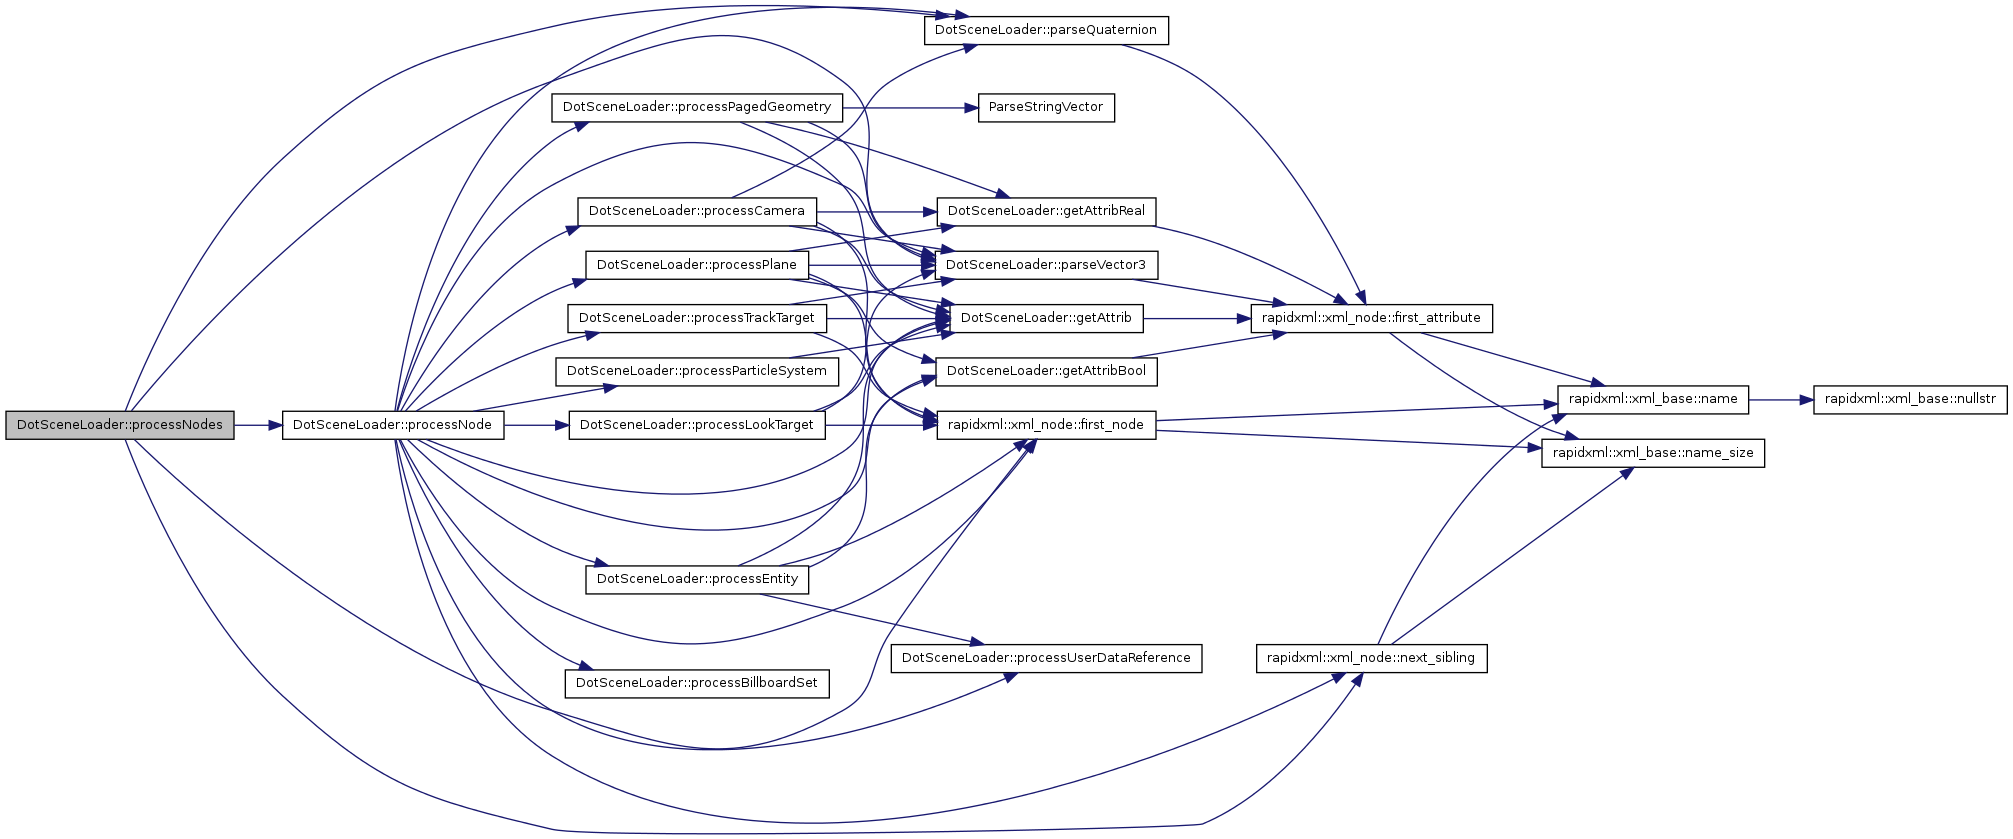 DotSceneLoader::parseQuaternion
DotSceneLoader::processPagedGeometry
ParseStringVector
DotSceneLoader::processCamera
DotSceneLoader::getAttribReal
DotSceneLoader::processPlane
DotSceneLoader::parseVector3
DotSceneLoader::processTrackTarget
DotSceneLoader::getAttrib
rapidxml::xml_node::first_attribute
DotSceneLoader::processParticleSystem
DotSceneLoader::getAttribBool
rapidxml::xml_base::name
rapidxml::xml_base::nullstr
DotSceneLoader::processNodes
DotSceneLoader::processNode
DotSceneLoader::processLookTarget
rapidxml::xml_node::first_node
rapidxml::xml_base::name_size
DotSceneLoader::processEntity
DotSceneLoader::processUserDataReference
rapidxml::xml_node::next_sibling
DotSceneLoader::processBillboardSet